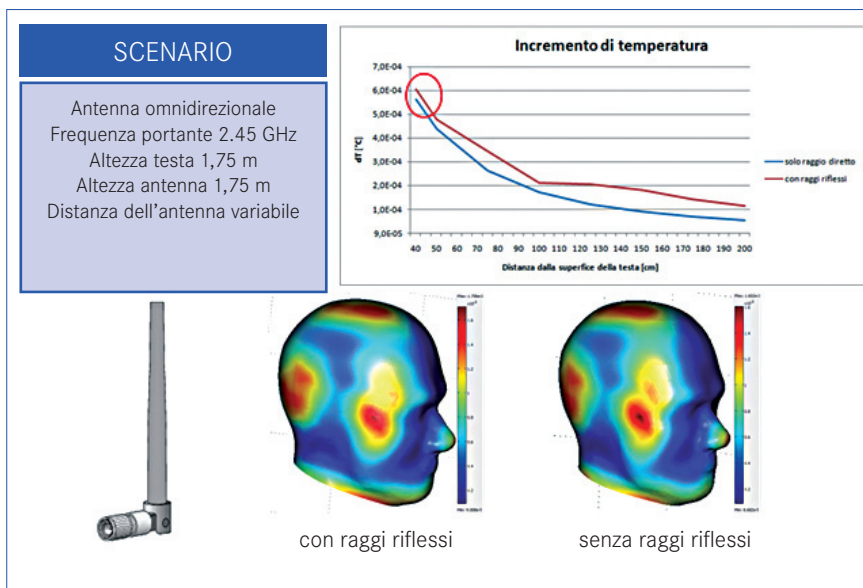 SCENARIO
Antenna omnidirezionale
Frequenza portante 2.45 GHz
Altezza testa 1,75 m
Altezza antenna 1,75 m
Distanza dell'antenna variabile
Incremento di temperatura
7,0E-04
6,0E-04
5,0E-04
4,0E-04
3,0E-04
2,0E-04
1,0E-04
9,0E-05
dT [°C]
40 50 60 70 80 90 100 110 120 130 140 150 160 170 180 190 200
Distanza dalla superfice della testa [cm]
solo raggio diretto
con raggi riflessi
con raggi riflessi
senza raggi riflessi